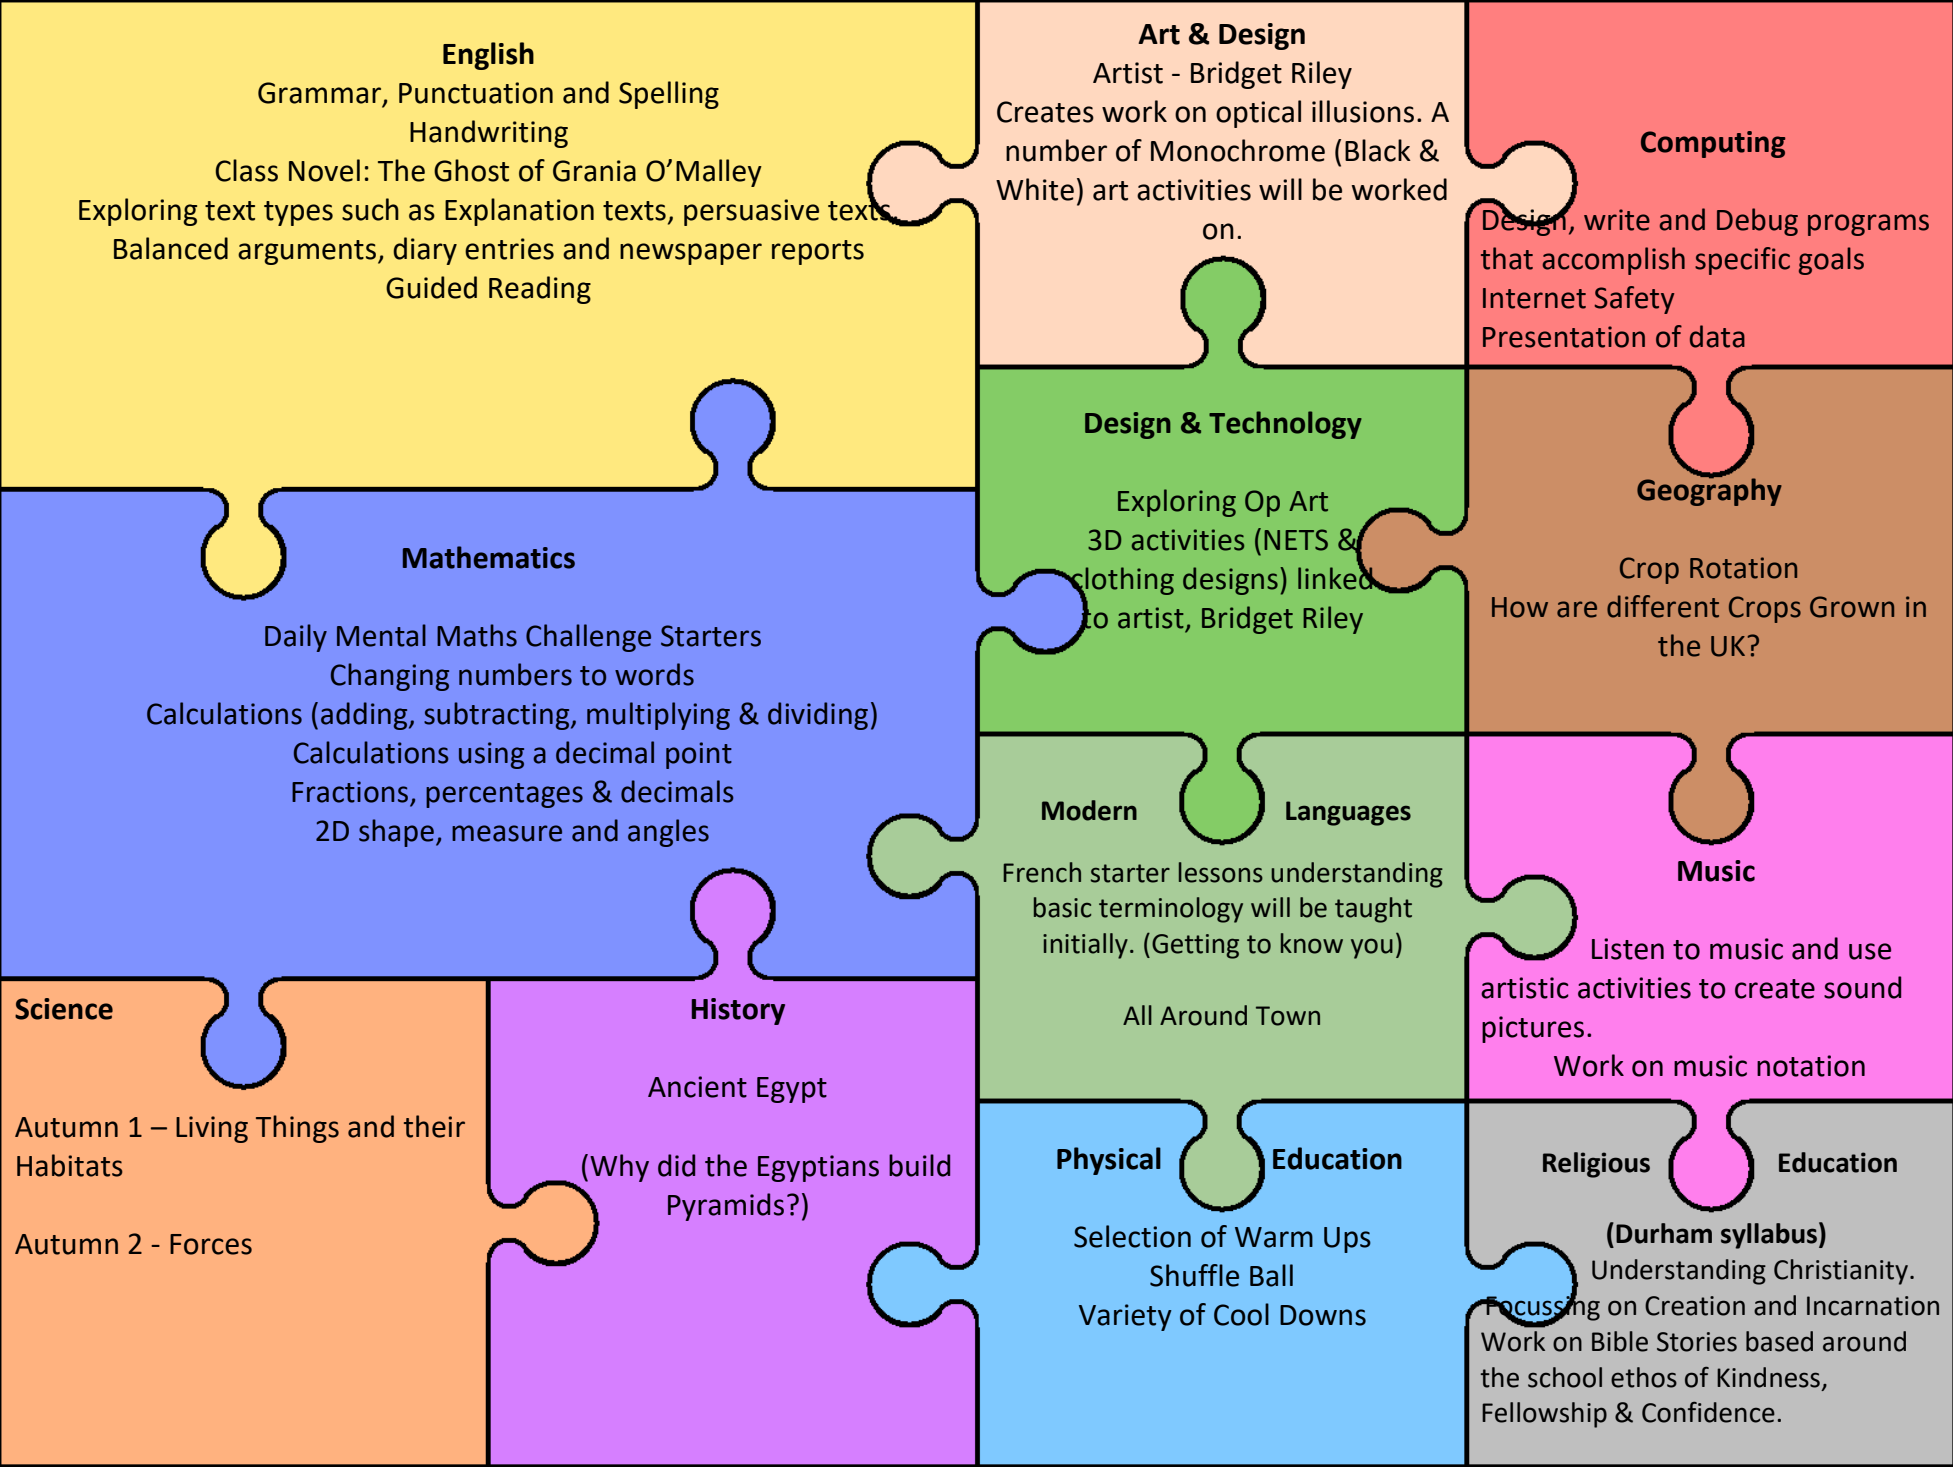 English
Grammar, Punctuation and Spelling
Handwriting
Class Novel: The Ghost of Grania O’Malley
Exploring text types such as Explanation texts, persuasive texts,
Balanced arguments, diary entries and newspaper reports
Guided Reading
Art & Design
Artist - Bridget Riley
Creates work on optical illusions. A
number of Monochrome (Black &
White) art activities will be worked
on.
Computing
Design, write and Debug programs
that accomplish specific goals
Internet Safety
Presentation of data
Mathematics
Daily Mental Maths Challenge Starters
Changing numbers to words
Calculations (adding, subtracting, multiplying & dividing)
Calculations using a decimal point
Fractions, percentages & decimals
2D shape, measure and angles
Design & Technology
Exploring Op Art
3D activities (NETS &
clothing designs) linked
to artist, Bridget Riley
Geography
Crop Rotation
How are different Crops Grown in
the UK?
Modern Languages
French starter lessons understanding
basic terminology will be taught
initially. (Getting to know you)
All Around Town
Music
Listen to music and use
artistic activities to create sound
pictures.
Work on music notation
Science
Autumn 1 – Living Things and their
Habitats
Autumn 2 - Forces
History
Ancient Egypt
(Why did the Egyptians build
Pyramids?)
Physical Education
Selection of Warm Ups
Shuffle Ball
Variety of Cool Downs
Religious Education
(Durham syllabus)
Understanding Christianity.
Focussing on Creation and Incarnation
Work on Bible Stories based around
the school ethos of Kindness,
Fellowship & Confidence.